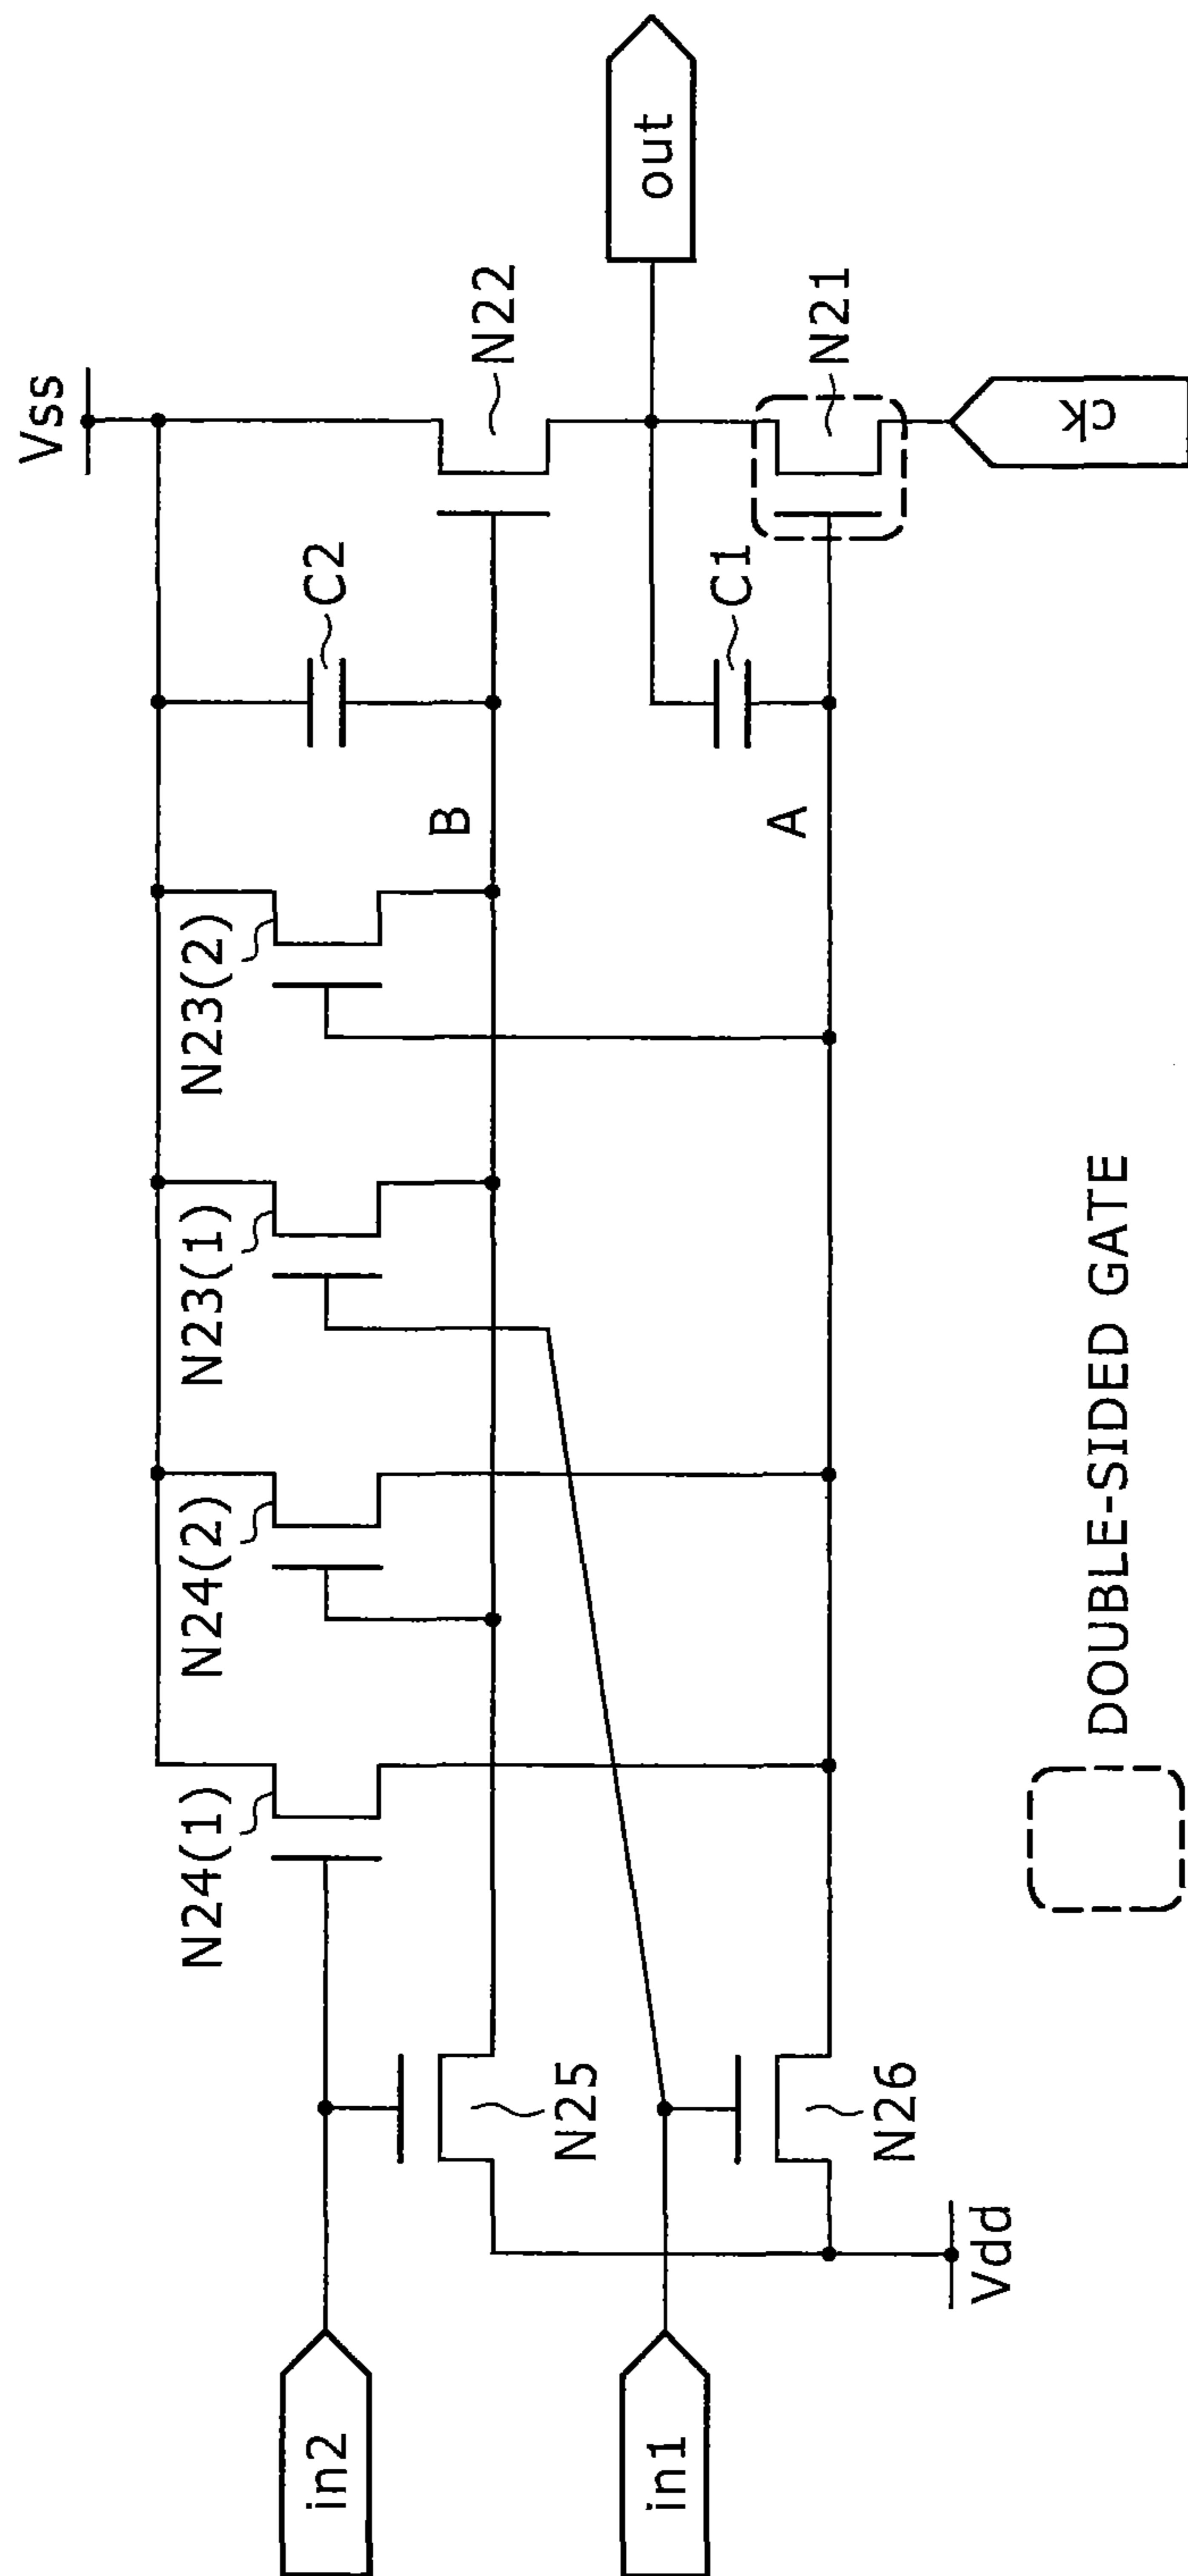 Vss
N24(1)
N24(2)
N23(1)
N23(2)
C2
N22
in2
B
N25
out
in1
C1
A
N21
N26
Vdd
ck
DOUBLE-SIDED GATE